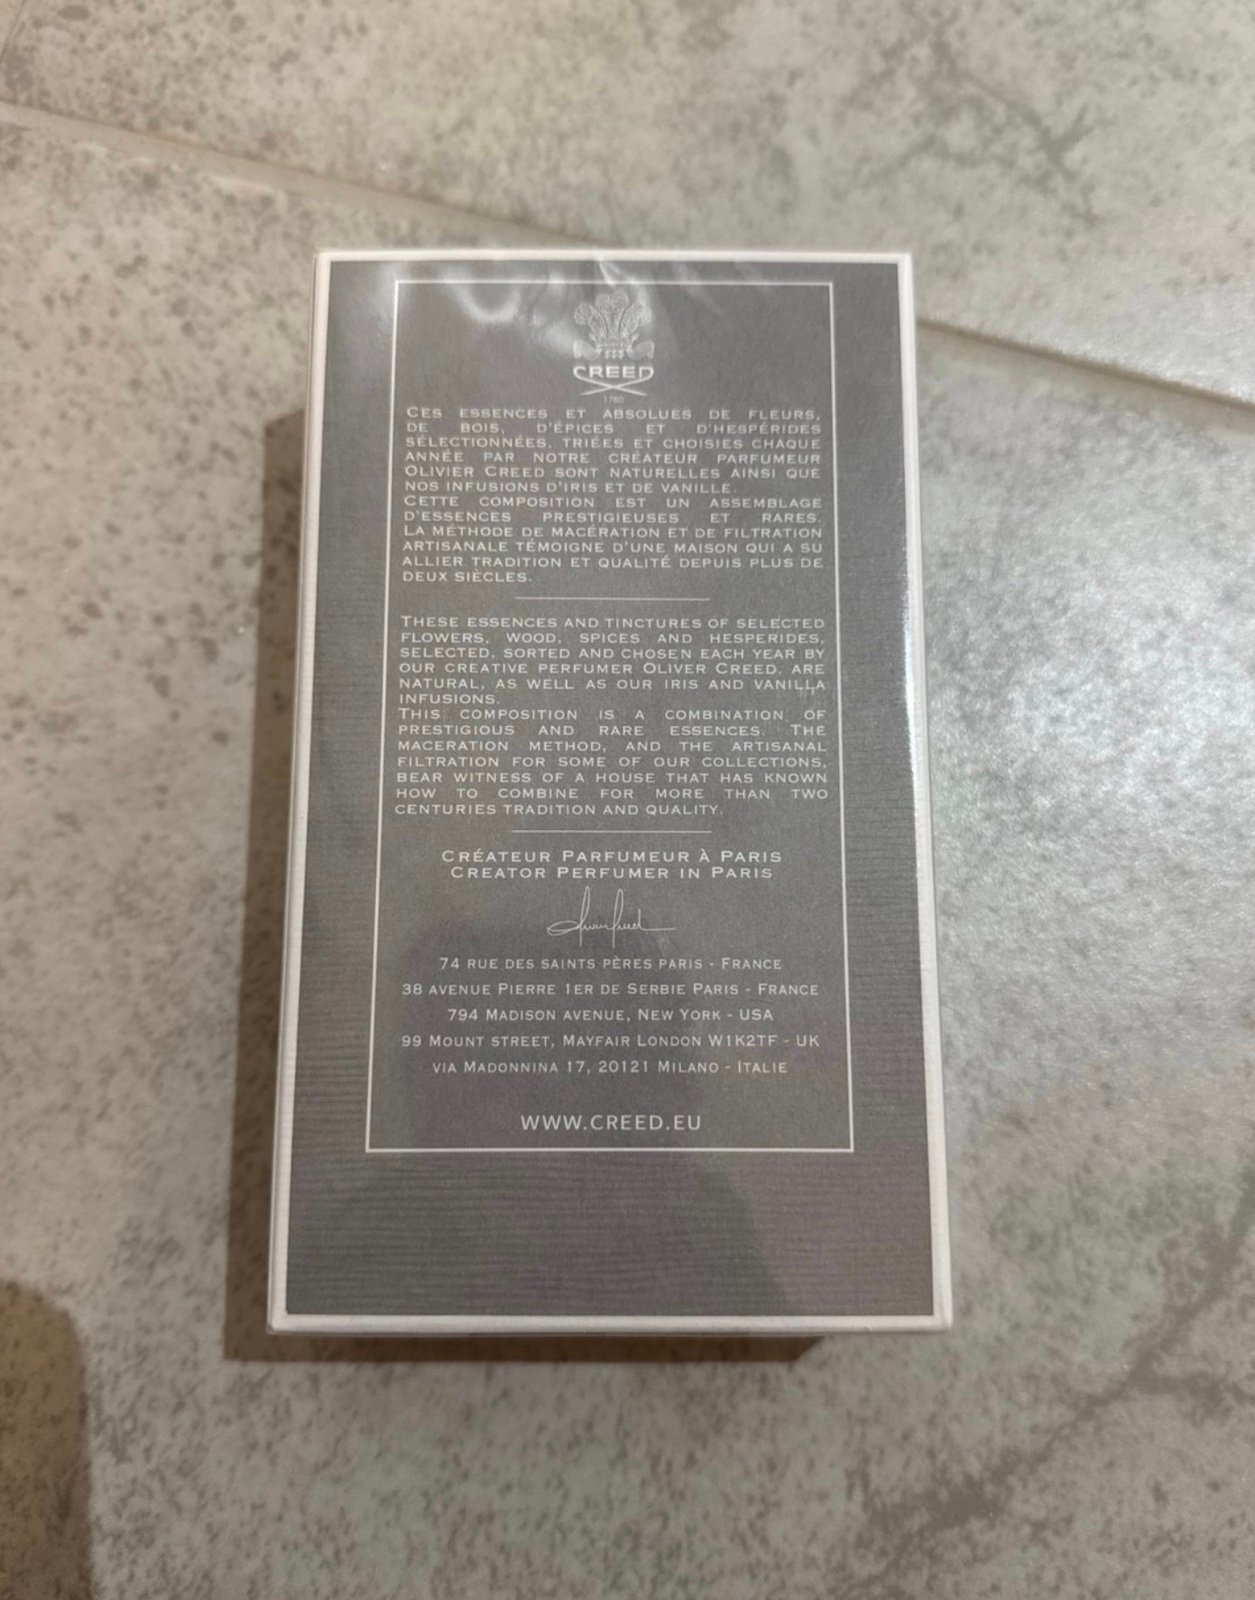 CREED
1760
CES ESSENCES ET ABSOLUES DE FLEURS,
DE BOIS, D'ÉPICES ET D'HESPÉRIDES
SÉLECTIONNÉES, TRIÉES ET CHOISIES CHAQUE
ANNÉE PAR NOTRE CRÉATEUR PARFUMEUR
OLIVIER CREED SONT NATURELLES AINSI QUE
NOS INFUSIONS D'IRIS ET DE VANILLE.
CETTE COMPOSITION EST UN ASSEMBLAGE
D'ESSENCES PRESTIGIEUSES ET RARES.
LA MÉTHODE DE MACÉRATION ET DE FILTRATION
ARTISANALE TÉMOIGNE D'UNE MAISON QUI A SU
ALLIER TRADITION ET QUALITÉ DEPUIS PLUS DE
DEUX SIÈCLES.
THESE ESSENCES AND TINCTURES OF SELECTED
FLOWERS, WOOD, SPICES AND HESPERIDES,
SELECTED, SORTED AND CHOSEN EACH YEAR BY
OUR CREATIVE PERFUMER OLIVER CREED. ARE
NATURAL, AS WELL AS OUR IRIS AND VANILLA
INFUSIONS.
THIS COMPOSITION IS A COMBINATION OF
PRESTIGIOUS AND RARE ESSENCES. THE
MACERATION METHOD, AND THE ARTISANAL
FILTRATION FOR SOME OF OUR COLLECTIONS,
BEAR WITNESS OF A HOUSE THAT HAS KNOWN
HOW TO COMBINE FOR MORE THAN TWO
CENTURIES TRADITION AND QUALITY.
CRÉATEUR PARFUMEUR À PARIS
CREATOR PERFUMER IN PARIS
74 RUE DES SAINTS PÈRES PARIS - FRANCE
38 AVENUE PIERRE 1ER DE SERBIE PARIS - FRANCE
794 MADISON AVENUE, NEW YORK - USA
99 MOUNT STREET, MAYFAIR LONDON W1K2TF - UK
VIA MADONNINA 17, 20121 MILANO - ITALIE
WWW.CREED.EU